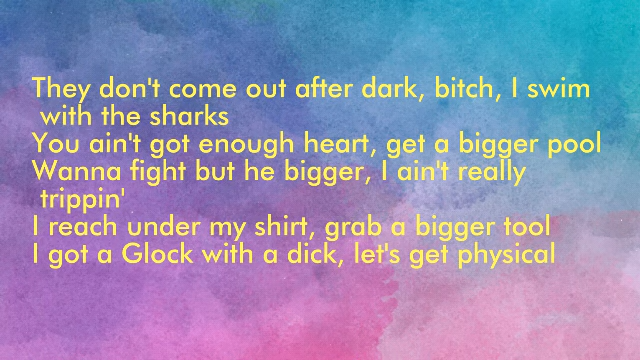 They don't come out after dark, bitch, I swim
with the sharks
You ain't got enough heart, get a bigger pool
Wanna fight but he bigger, I ain't really
trippin'
I reach under my shirt, grab a bigger tool
I got a Glock with a dick, let's get physical